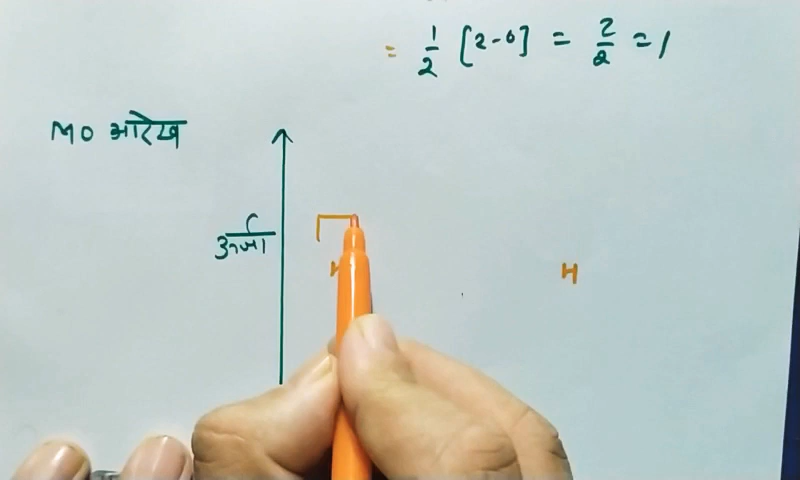 = 1/2 [2-0] = 2/2 = 1
MO आरेख
ऊर्जा
H
H